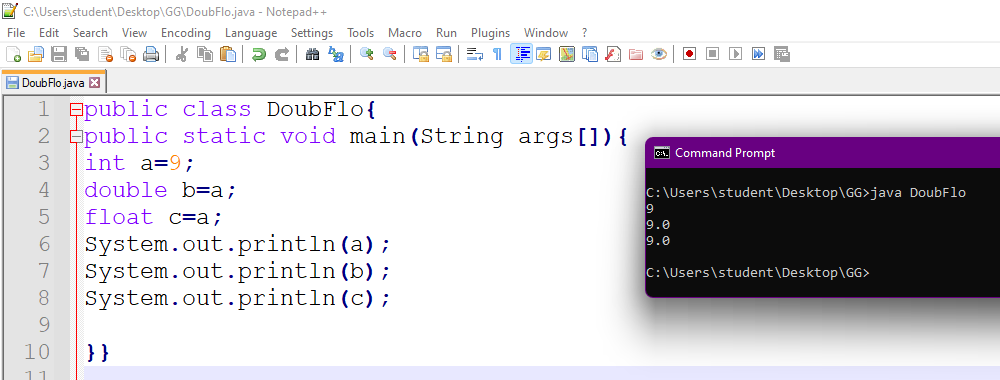 C:\Users\student\Desktop\GG\DoubFlo.java - Notepad++
File Edit Search View Encoding Language Settings Tools Macro Run Plugins Window ?
DoubFlo.java
1 public class DoubFlo{
2 public static void main(String args[]){
3 int a=9;
4 double b=a;
5 float c=a;
6 System.out.println(a);
7 System.out.println(b);
8 System.out.println(c);
9
10 }}
11
Command Prompt
C:\Users\student\Desktop\GG>java DoubFlo
9
9.0
9.0
C:\Users\student\Desktop\GG>